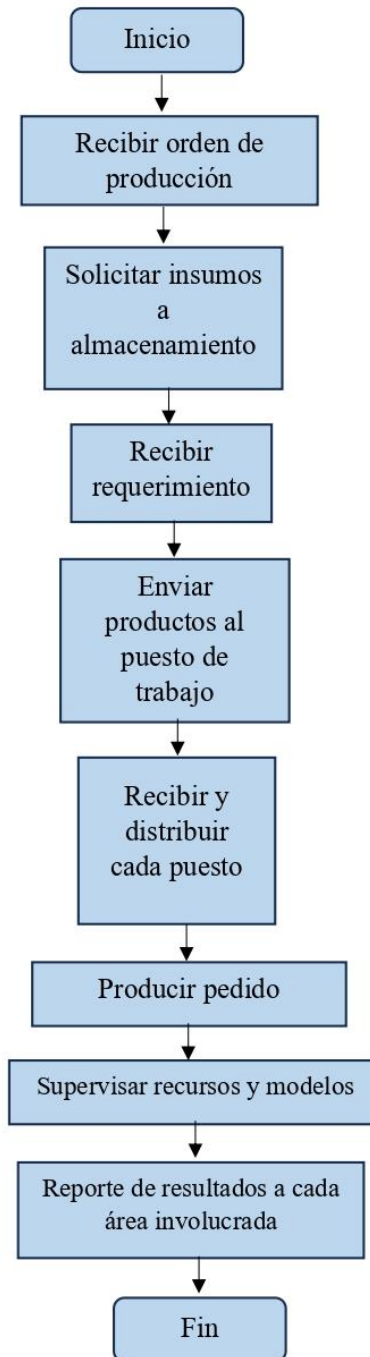 Inicio
Recibir orden de
producción
Solicitar insumos
a
almacenamiento
Recibir
requerimiento
Enviar
productos al
puesto de
trabajo
Recibir y
distribuir
cada puesto
Producir pedido
Supervisar recursos y modelos
Reporte de resultados a cada
área involucrada
Fin